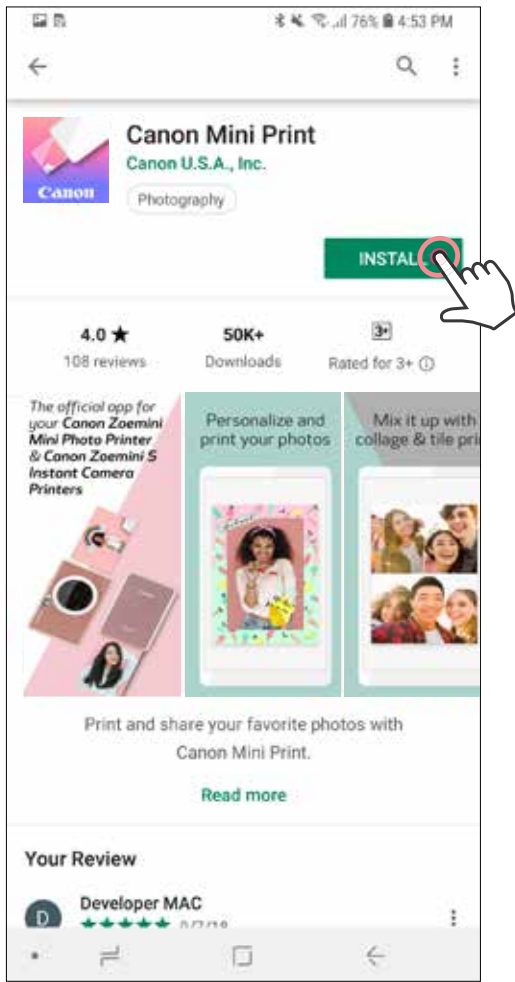 76% 4:53 PM
Canon Mini Print
Canon U.S.A., Inc.
Canon
Photography
INSTAL
4.0 ★
50K+
3+
108 reviews
Downloads
Rated for 3+
The official app for
your Canon Zoemini
Mini Photo Printer
& Canon Zoemini S
Instant Camera
Printers
Personalize and
print your photos
Mix it up with
collage & tile pri
Print and share your favorite photos with
Canon Mini Print.
Read more
Your Review
D
Developer MAC